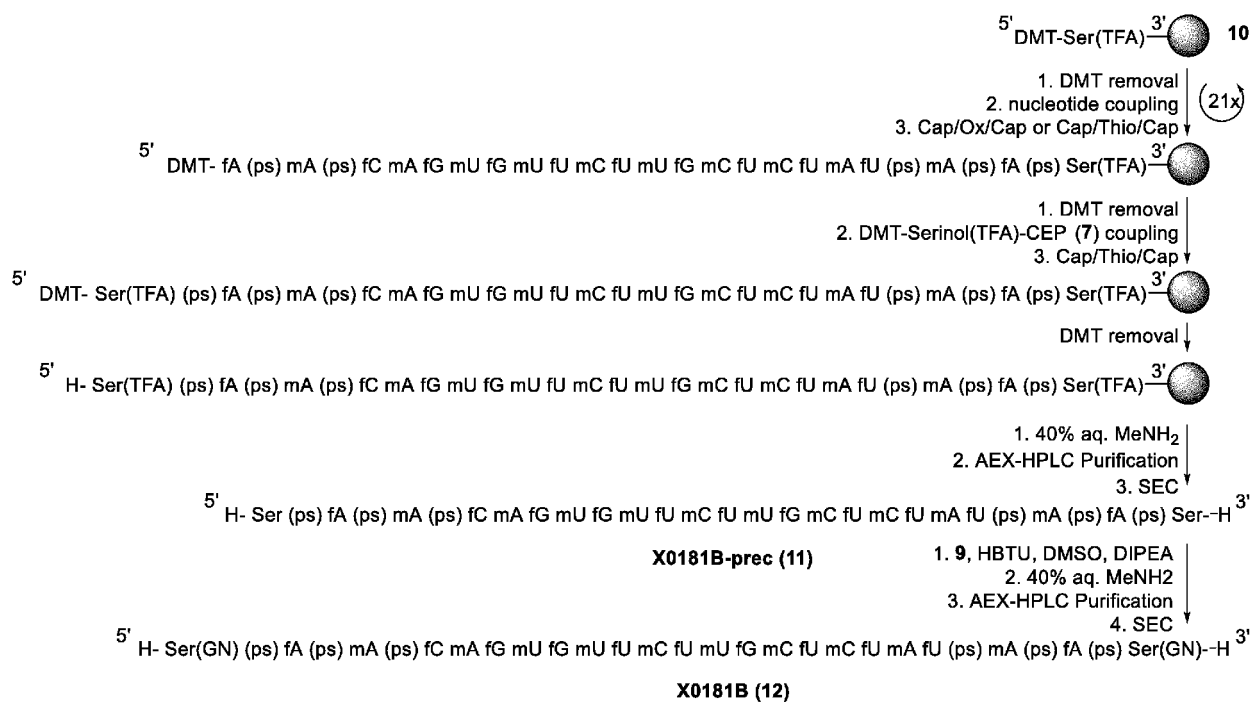 5' DMT-Ser(TFA) 3' 10
1. DMT removal
2. nucleotide coupling
21x
3. Cap/Ox/Cap or Cap/Thio/Cap
5' DMT- fA (ps) mA (ps) fC mA fG mU fG mU fU mC fU mU fG mC fU mC fU mA fU (ps) mA (ps) fA (ps) Ser(TFA) 3'
1. DMT removal
2. DMT-Serinol(TFA)-CEP (7) coupling
3. Cap/Thio/Cap
5' DMT- Ser(TFA) (ps) fA (ps) mA (ps) fC mA fG mU fG mU fU mC fU mU fG mC fU mC fU mA fU (ps) mA (ps) fA (ps) Ser(TFA) 3'
DMT removal
5' H- Ser(TFA) (ps) fA (ps) mA (ps) fC mA fG mU fG mU fU mC fU mU fG mC fU mC fU mA fU (ps) mA (ps) fA (ps) Ser(TFA) 3'
1. 40% aq. MeNH2
2. AEX-HPLC Purification
3. SEC
5' H- Ser (ps) fA (ps) mA (ps) fC mA fG mU fG mU fU mC fU mU fG mC fU mC fU mA fU (ps) mA (ps) fA (ps) Ser--H 3'
X0181B-prec (11)
1. 9, HBTU, DMSO, DIPEA
2. 40% aq. MeNH2
3. AEX-HPLC Purification
4. SEC
5' H- Ser(GN) (ps) fA (ps) mA (ps) fC mA fG mU fG mU fU mC fU mU fG mC fU mC fU mA fU (ps) mA (ps) fA (ps) Ser(GN)--H 3'
X0181B (12)